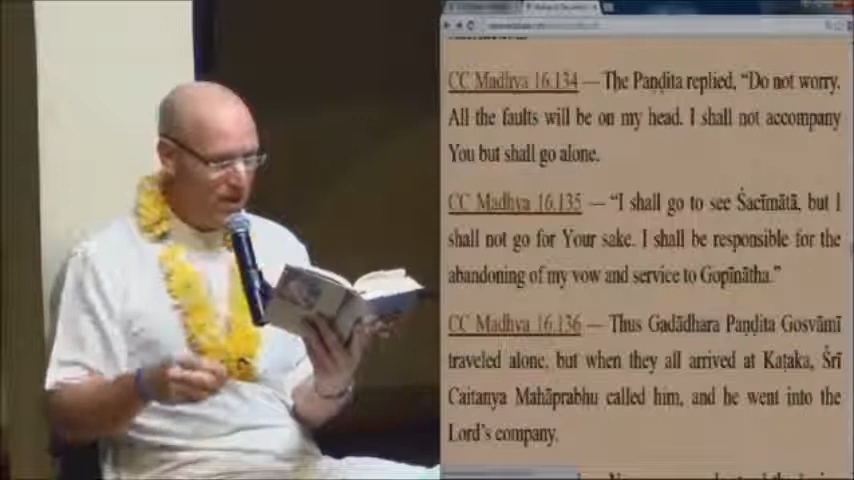 CC Madhya 16.134 — The Paṇḍita replied, “Do not worry.
All the faults will be on my head. I shall not accompany
You but shall go alone.
CC Madhya 16.135 — “I shall go to see Śacīmātā, but I
shall not go for Your sake. I shall be responsible for the
abandoning of my vow and service to Gopīnātha.”
CC Madhya 16.136 — Thus Gadādhara Paṇḍita Gosvāmī
traveled alone, but when they all arrived at Kaṭaka, Śrī
Caitanya Mahāprabhu called him, and he went into the
Lord’s company.